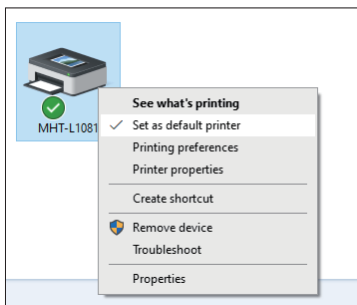 MHT-L1081
See what's printing
Set as default printer
Printing preferences
Printer properties
Create shortcut
Remove device
Troubleshoot
Properties